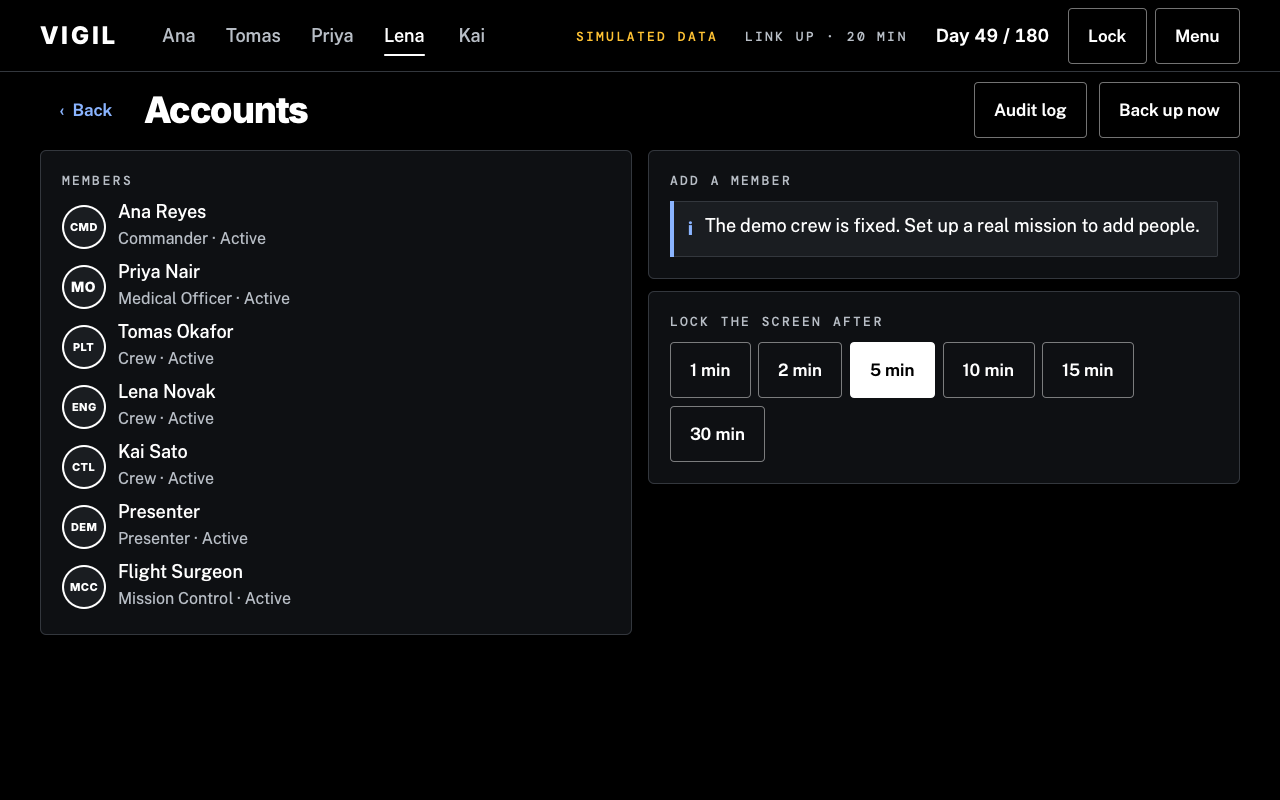 VIGIL Ana Tomas Priya Lena Kai SIMULATED DATA LINK UP · 20 MIN Day 49 / 180 Lock Menu
‹ Back Accounts Audit log Back up now
MEMBERS
CMD Ana Reyes
Commander · Active
MO Priya Nair
Medical Officer · Active
PLT Tomas Okafor
Crew · Active
ENG Lena Novak
Crew · Active
CTL Kai Sato
Crew · Active
DEM Presenter
Presenter · Active
MCC Flight Surgeon
Mission Control · Active
ADD A MEMBER
i The demo crew is fixed. Set up a real mission to add people.
LOCK THE SCREEN AFTER
1 min 2 min 5 min 10 min 15 min
30 min